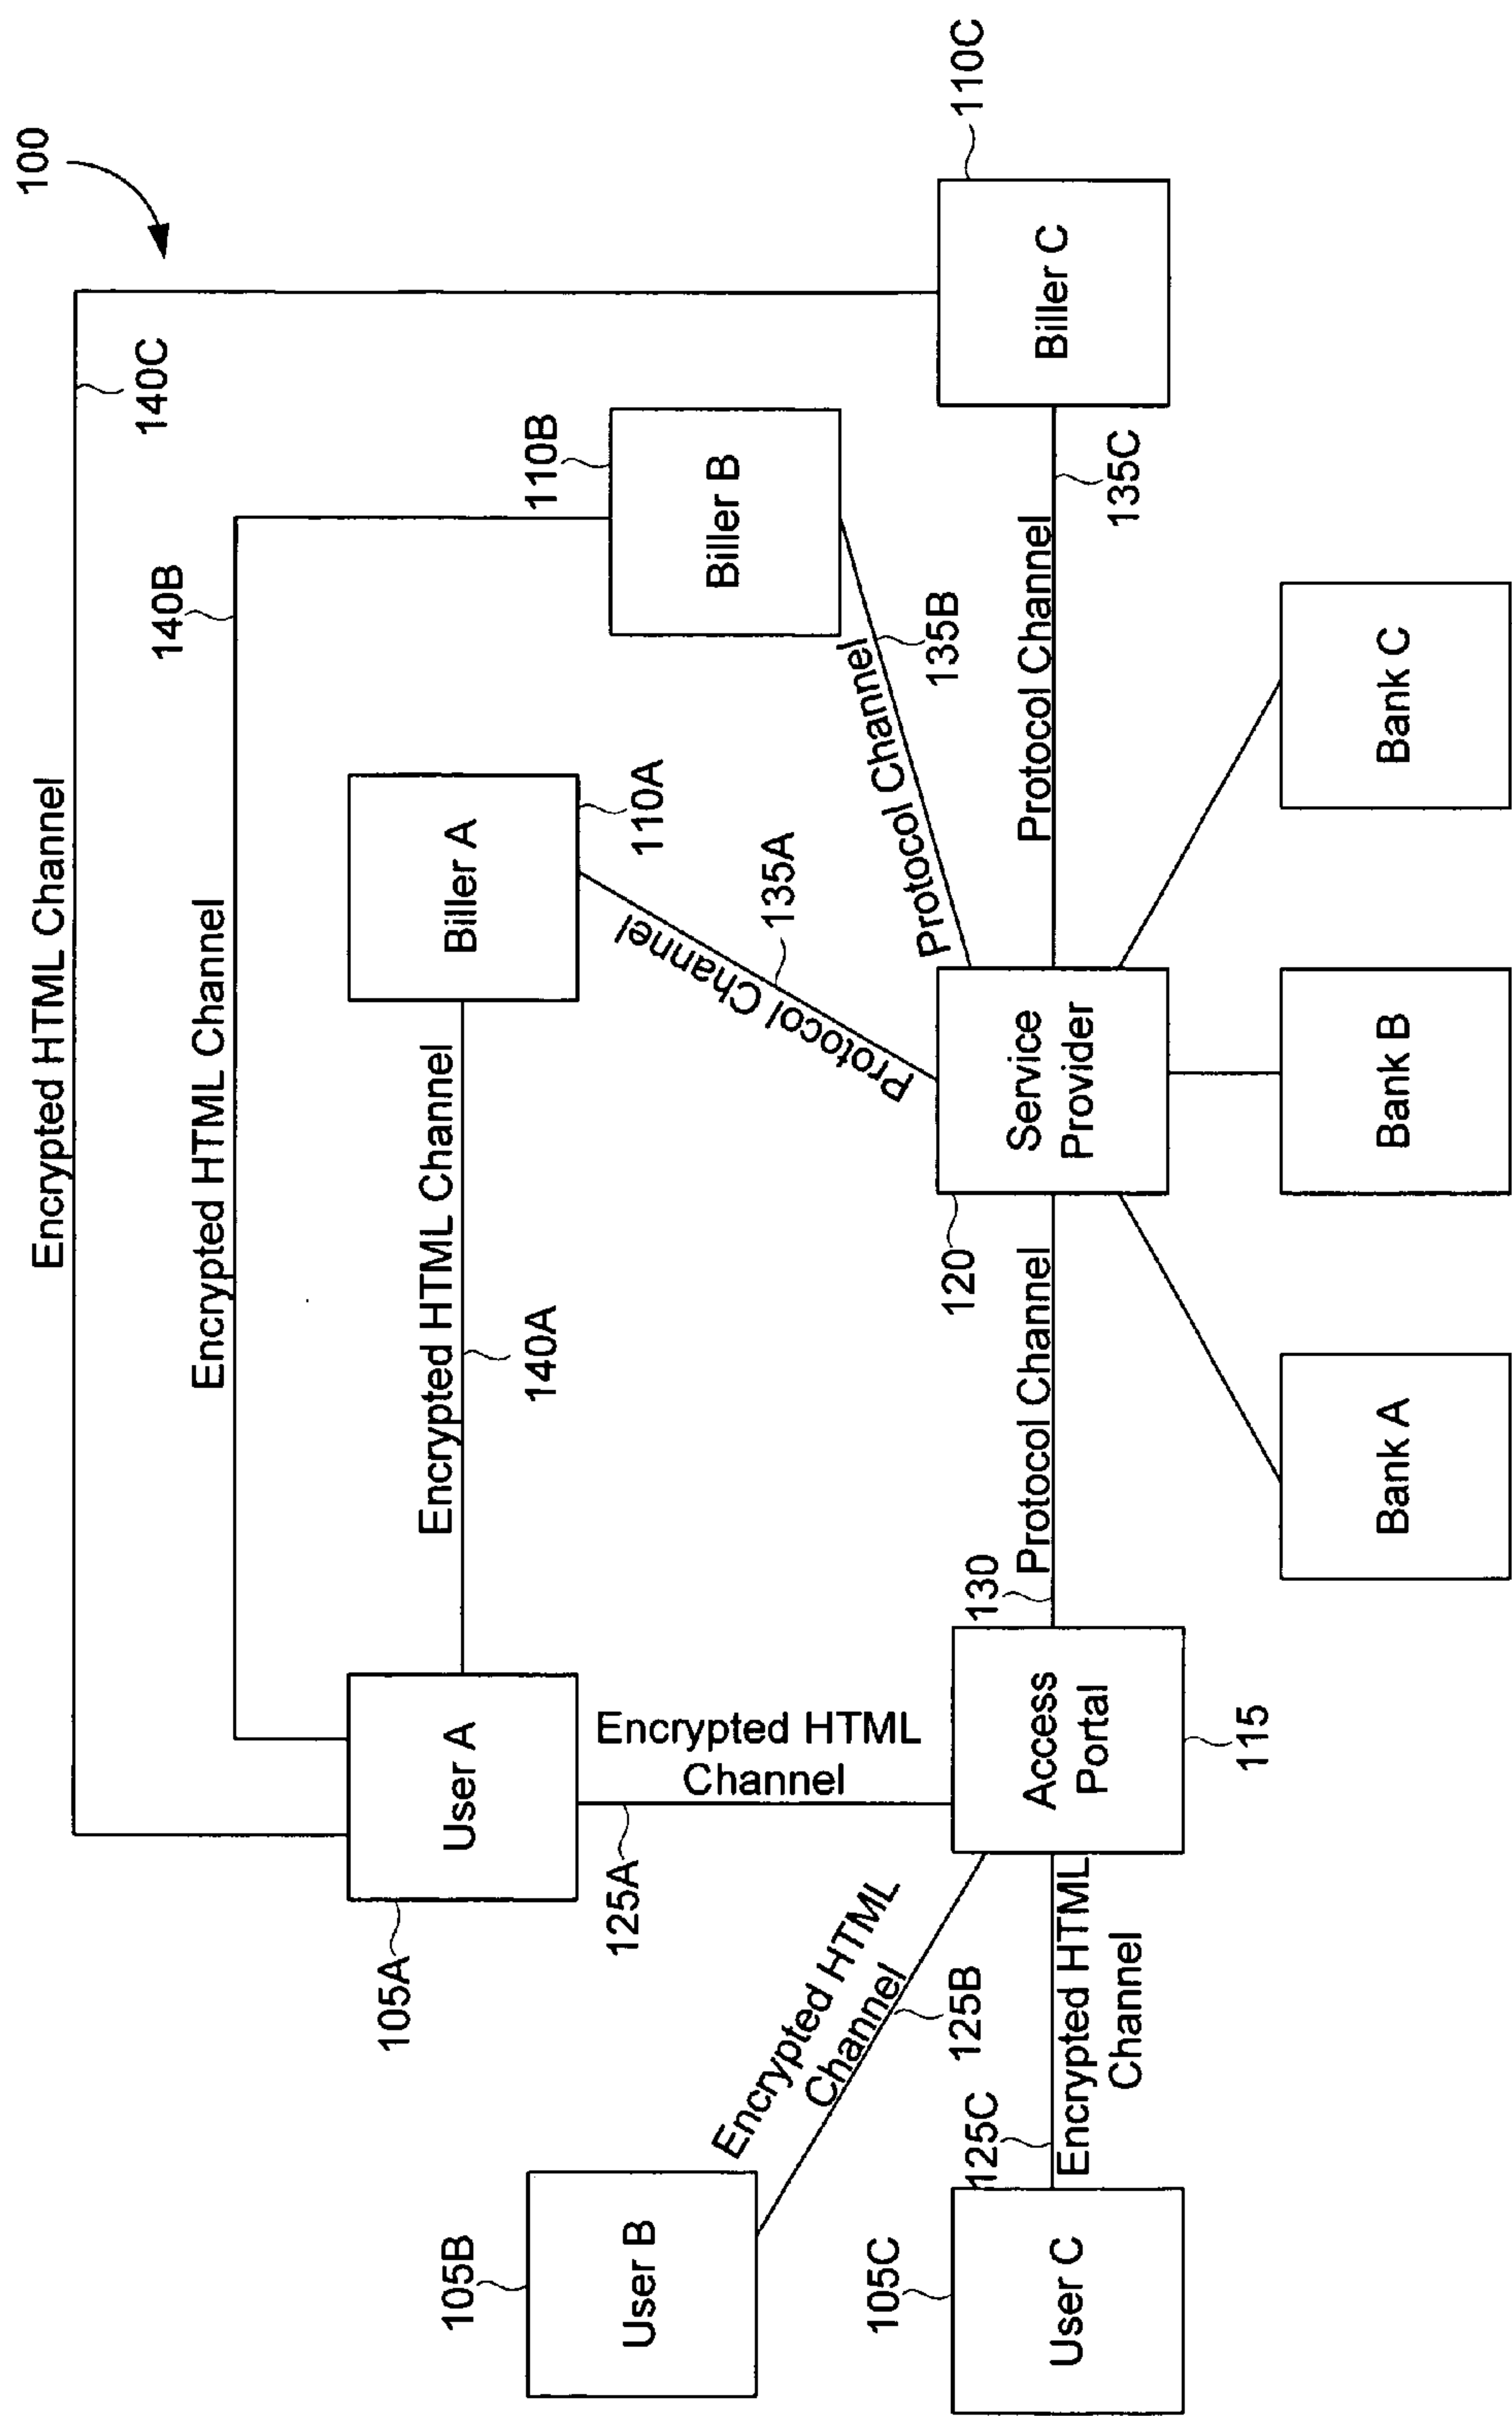 100
Encrypted HTML Channel
140C
Encrypted HTML Channel
140B
105A
User A
Encrypted HTML Channel
140A
Biller A
110A
110B
Biller B
105B
User B
125A
Encrypted HTML
Channel
Protocol Channel
135A
Protocol Channel
135B
Encrypted HTML
Channel
125B
105C
User C
125C
Encrypted HTML
Channel
Access
Portal
115
130
Protocol Channel
120
Service
Provider
Protocol Channel
135C
Biller C
110C
Bank A
Bank B
Bank C